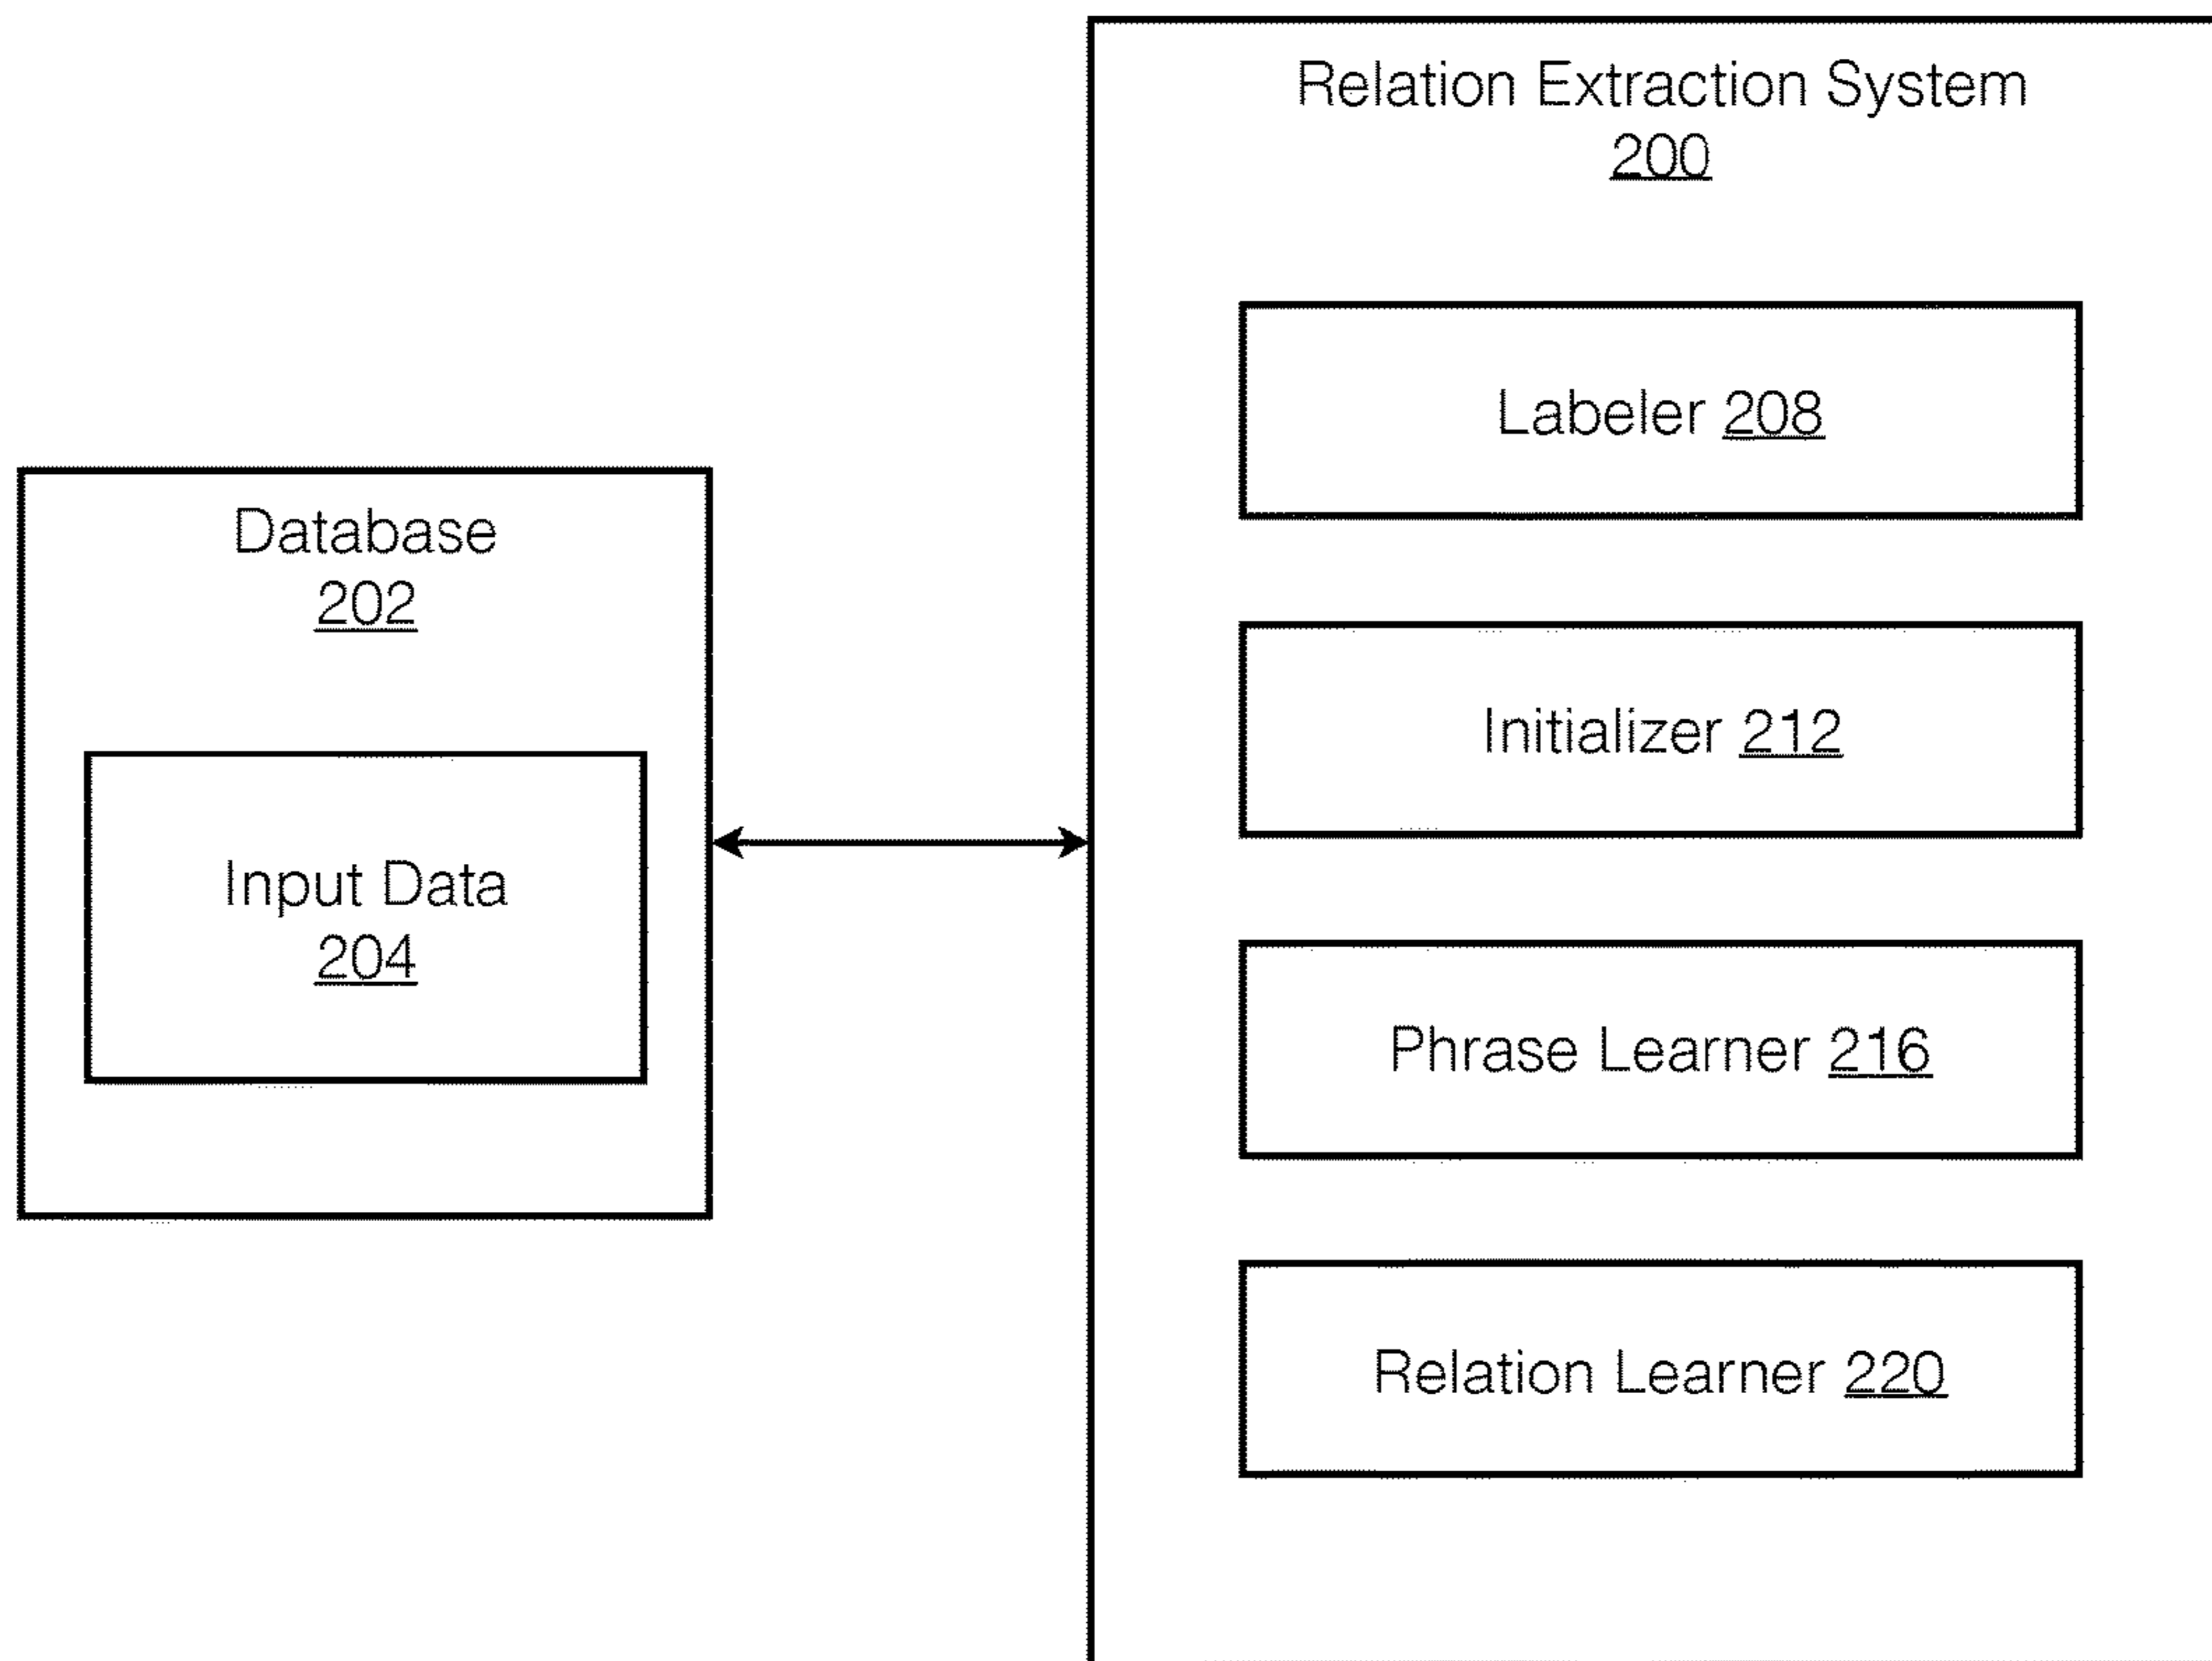 Relation Extraction System
200
Labeler 208
Database
202
Initializer 212
Input Data
204
Phrase Learner 216
Relation Learner 220